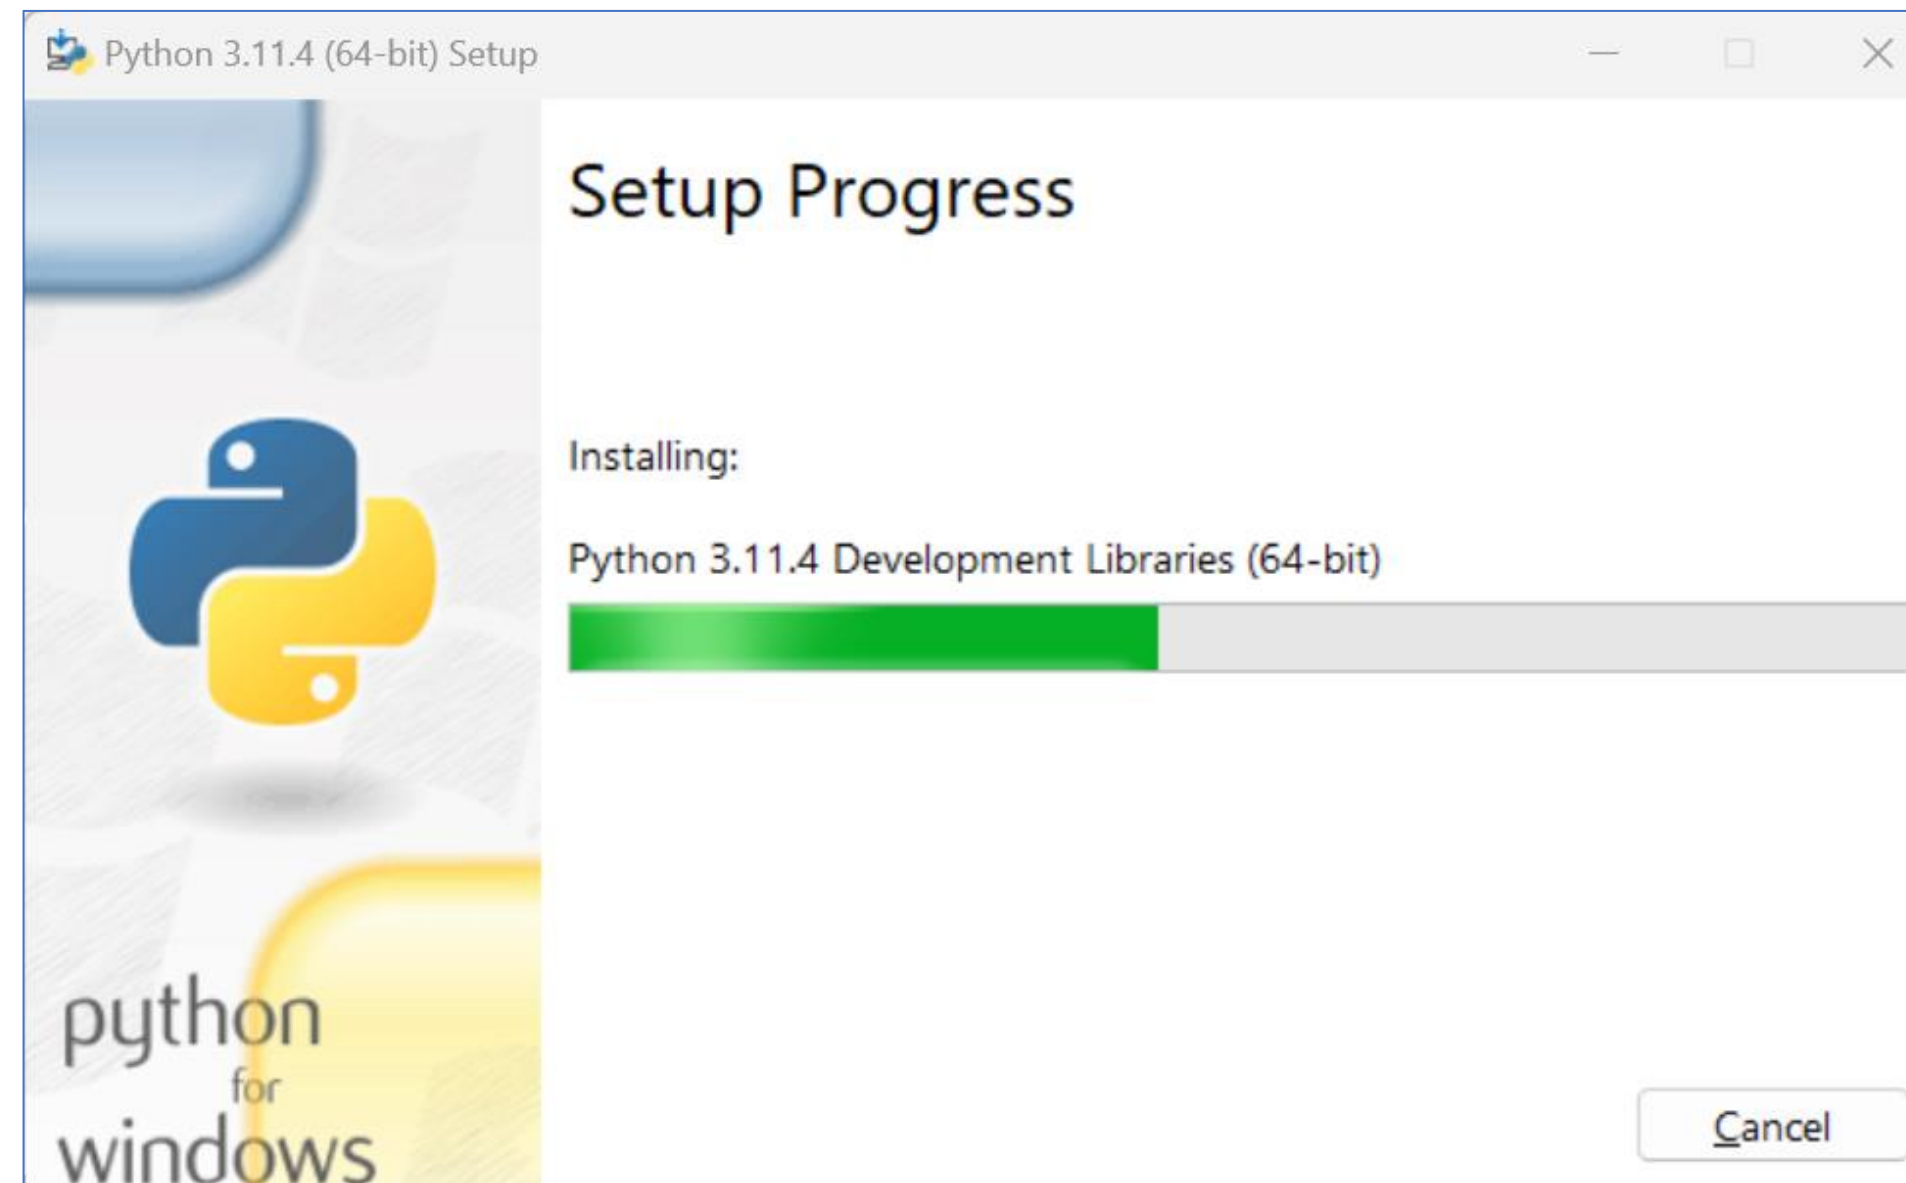 Python 3.11.4 (64-bit) Setup
Setup Progress
Installing:
Python 3.11.4 Development Libraries (64-bit)
python
for
windows
Cancel